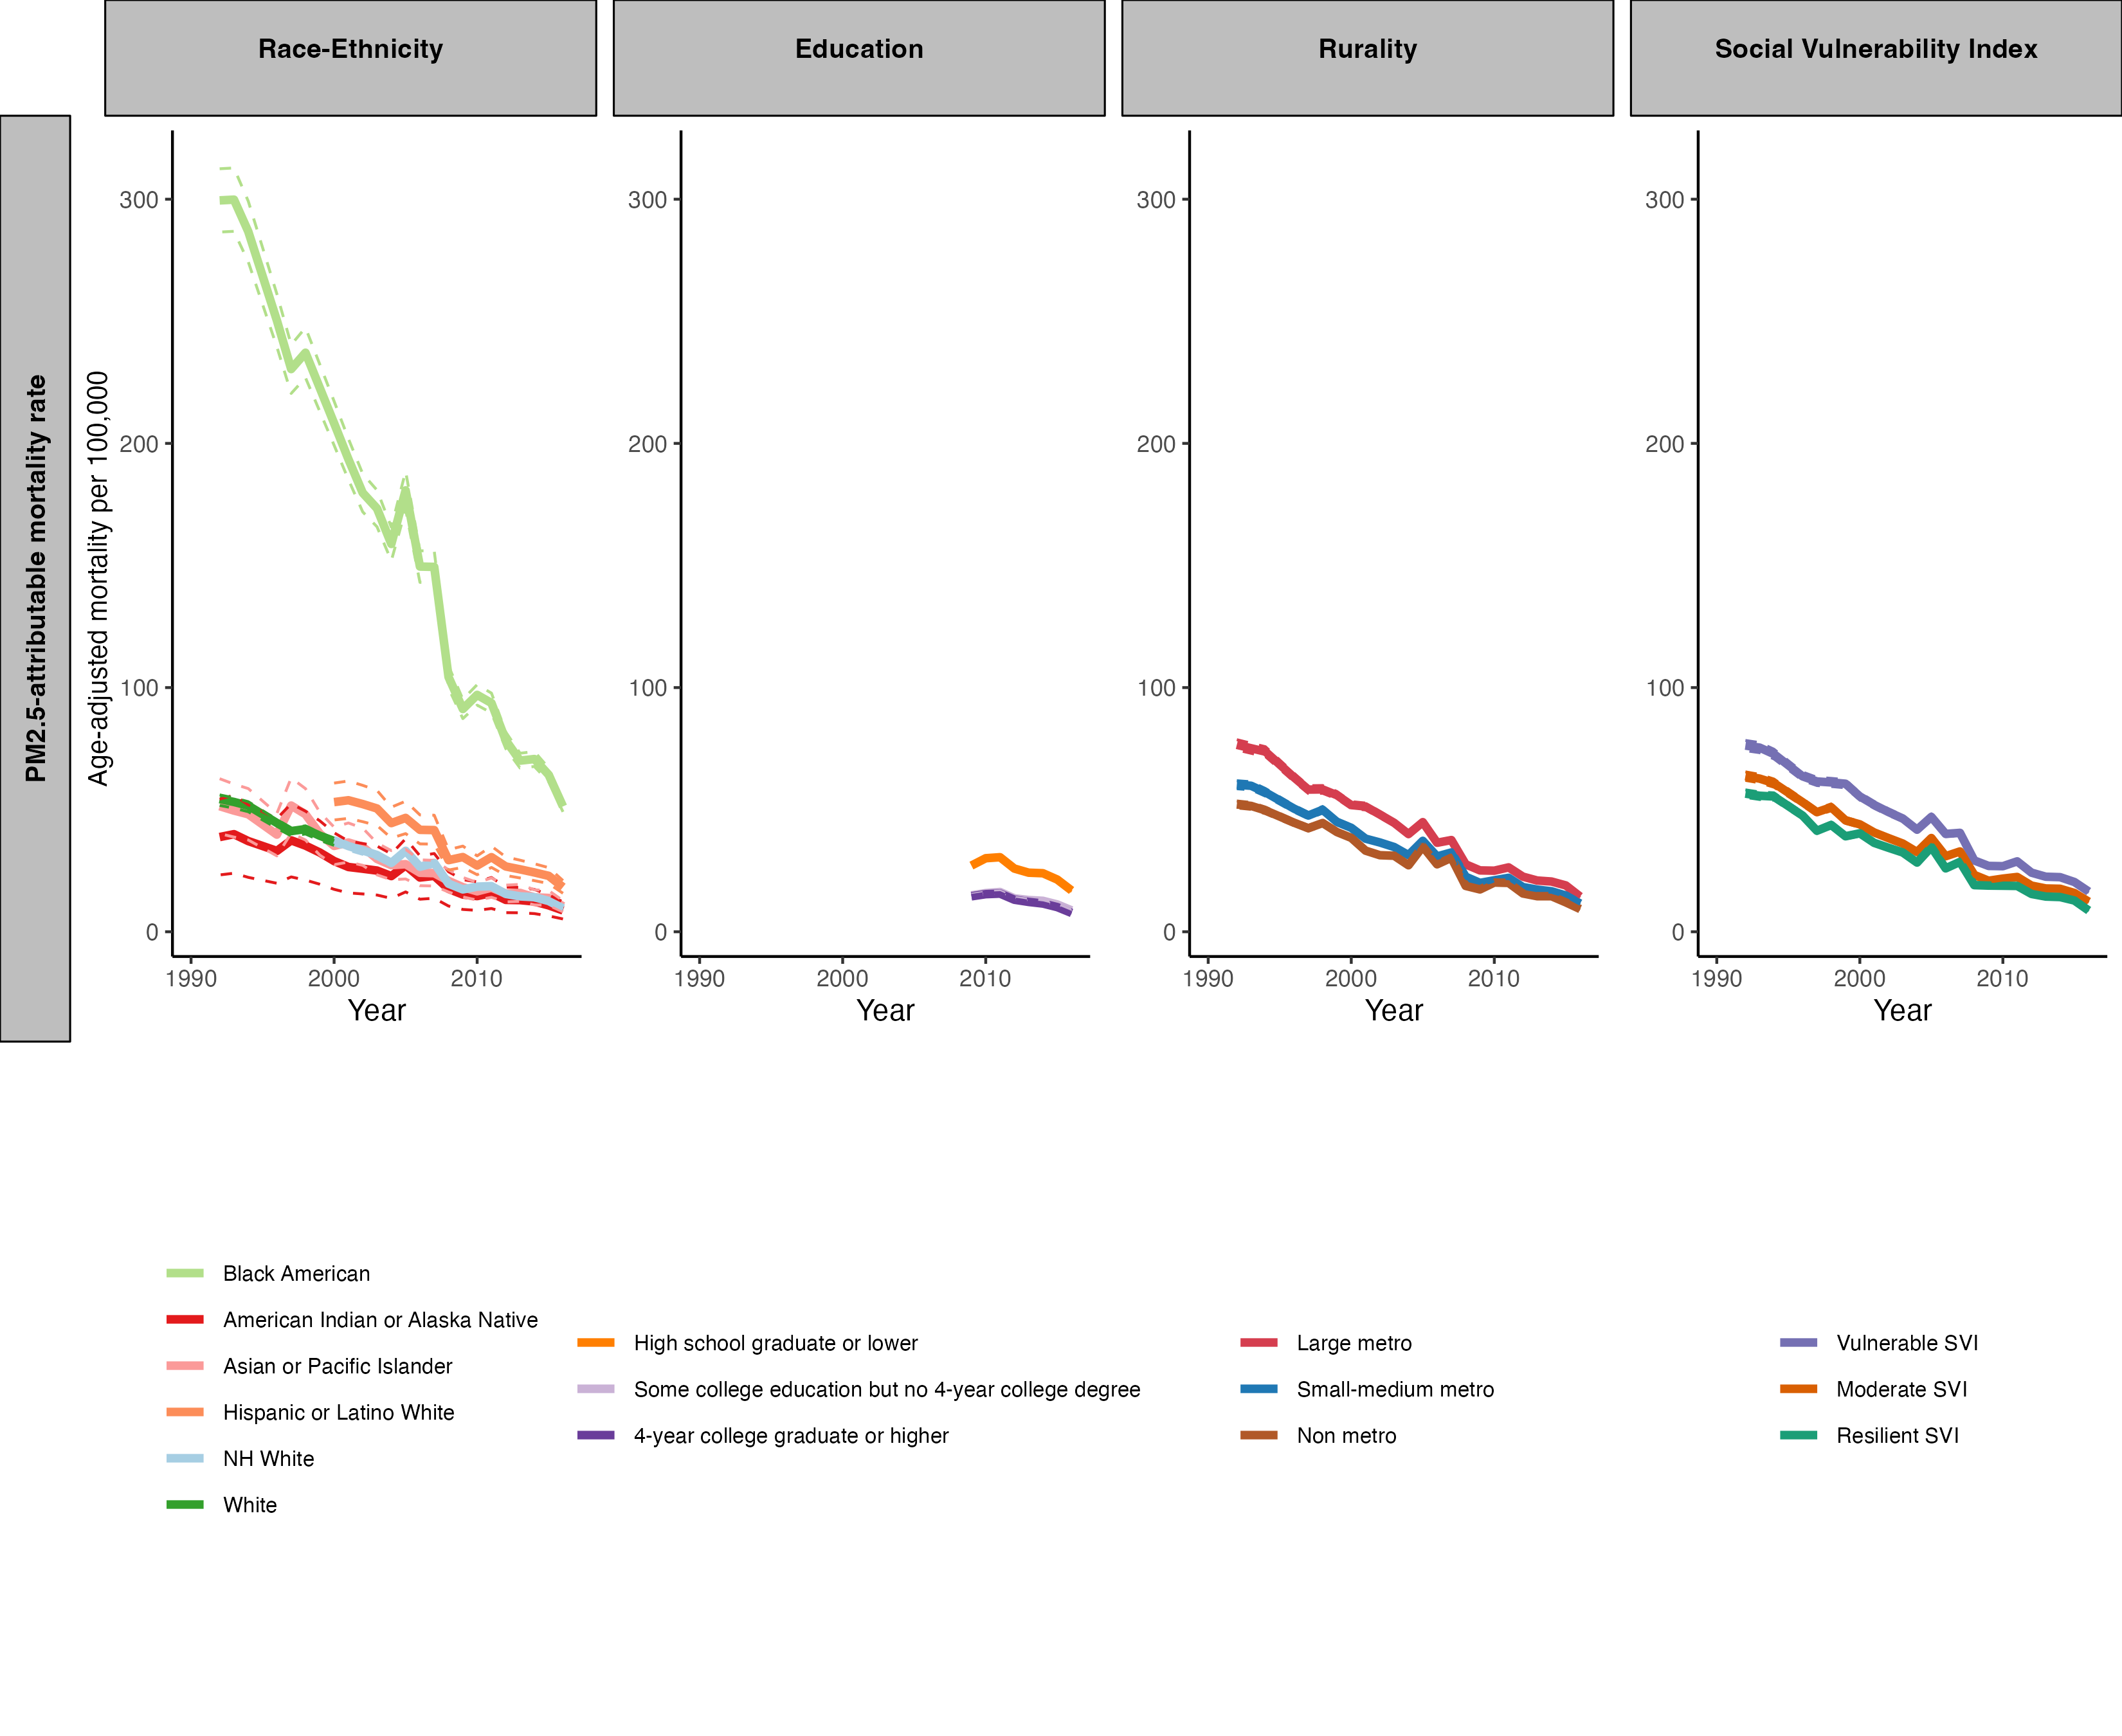 Race-Ethnicity
Education
Rurality
Social Vulnerability Index
PM2.5-attributable mortality rate
Age-adjusted mortality per 100,000
300
200
100
0
1990 2000 2010
Year
300
200
100
0
1990 2000 2010
Year
300
200
100
0
1990 2000 2010
Year
300
200
100
0
1990 2000 2010
Year
Black American
American Indian or Alaska Native
Asian or Pacific Islander
Hispanic or Latino White
NH White
White
High school graduate or lower
Some college education but no 4-year college degree
4-year college graduate or higher
Large metro
Small-medium metro
Non metro
Vulnerable SVI
Moderate SVI
Resilient SVI